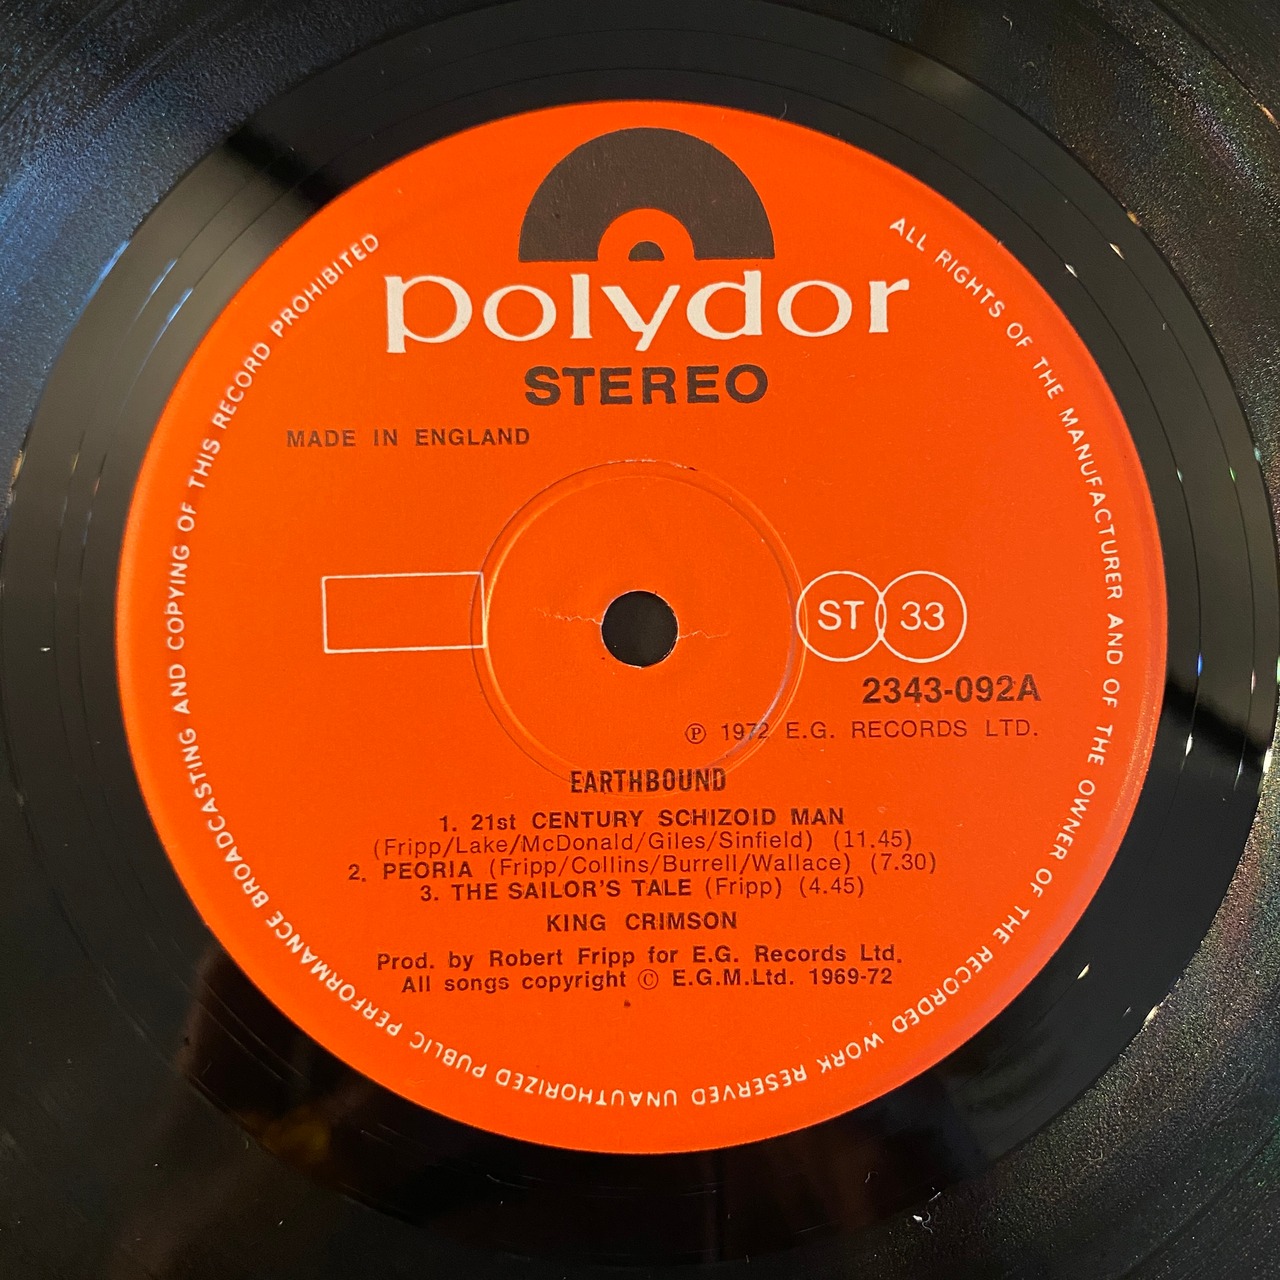 polydor
STEREO
MADE IN ENGLAND
ST 33
2343-092A
℗ 1972 E.G. RECORDS LTD.
EARTHBOUND
1. 21st CENTURY SCHIZOID MAN
(Fripp/Lake/McDonald/Giles/Sinfield) (11.45)
2. PEORIA (Fripp/Collins/Burrell/Wallace) (7.30)
3. THE SAILOR'S TALE (Fripp) (4.45)
KING CRIMSON
Prod. by Robert Fripp for E.G. Records Ltd.
All songs copyright © E.G.M.Ltd. 1969-72
ALL RIGHTS OF THE MANUFACTURER AND OF THE OWNER OF THE RECORDED WORK RESERVED UNAUTHORIZED PUBLIC PERFORMANCE BROADCASTING AND COPYING OF THIS RECORD PROHIBITED